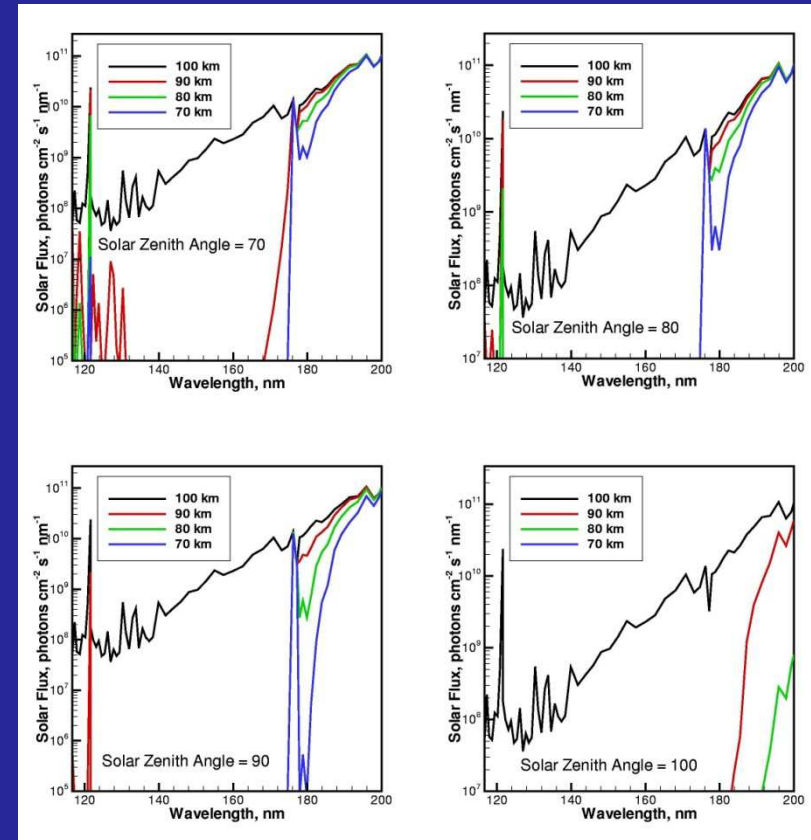 Solar Flux, photons cm⁻² s⁻¹ nm⁻¹
10¹¹
10¹⁰
10⁹
10⁸
10⁷
10⁶
10⁵
100 km
90 km
80 km
70 km
Solar Zenith Angle = 70
120 140 160 180 200
Wavelength, nm
Solar Flux, photons cm⁻² s⁻¹ nm⁻¹
10¹¹
10¹⁰
10⁹
10⁸
10⁷
100 km
90 km
80 km
70 km
Solar Zenith Angle = 80
120 140 160 180 200
Wavelength, nm
Solar Flux, photons cm⁻² s⁻¹ nm⁻¹
10¹¹
10¹⁰
10⁹
10⁸
10⁷
10⁶
10⁵
100 km
90 km
80 km
70 km
Solar Zenith Angle = 90
120 140 160 180 200
Wavelength, nm
Solar Flux, photons cm⁻² s⁻¹ nm⁻¹
10¹¹
10¹⁰
10⁹
10⁸
10⁷
100 km
90 km
80 km
70 km
Solar Zenith Angle = 100
120 140 160 180 200
Wavelength, nm